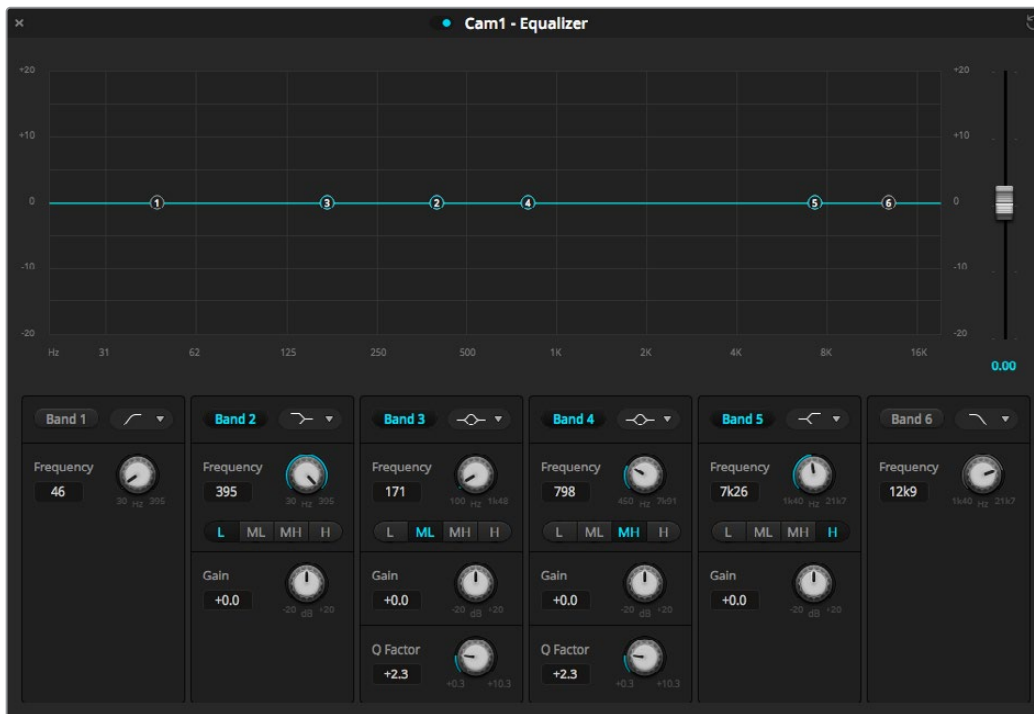 Cam1 - Equalizer
+20 +20
+10 +10
0 1 3 2 4 5 6 0
-10 -10
-20 -20
Hz 31 62 125 250 500 1K 2K 4K 8K 16K
0.00
Band 1 Band 2 Band 3 Band 4 Band 5 Band 6
Frequency Frequency Frequency Frequency Frequency Frequency
46 395 171 798 7k26 12k9
30 Hz 395 30 Hz 395 100 Hz 1k48 450 Hz 7k91 1k40 Hz 21k7 1k40 Hz 21k7
L ML MH H L ML MH H L ML MH H L ML MH H
Gain Gain Gain Gain
+0.0 +0.0 +0.0 +0.0
-20 dB +20 -20 dB +20 -20 dB +20 -20 dB +20
Q Factor Q Factor
+2.3 +2.3
+0.3 +10.3 +0.3 +10.3